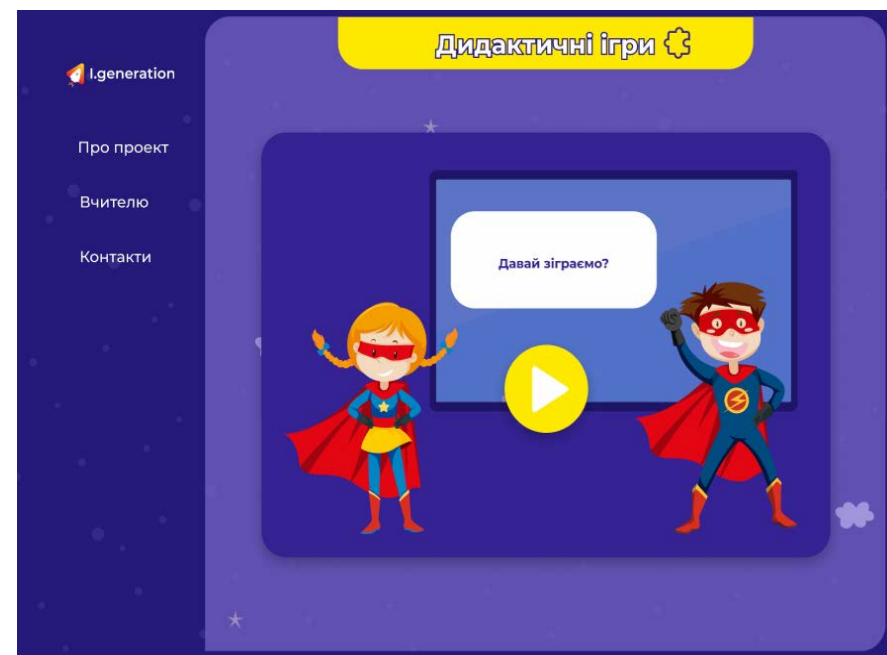 Дидактичні ігри
I.generation
Про проект
Вчителю
Контакти
Давай зіграємо?